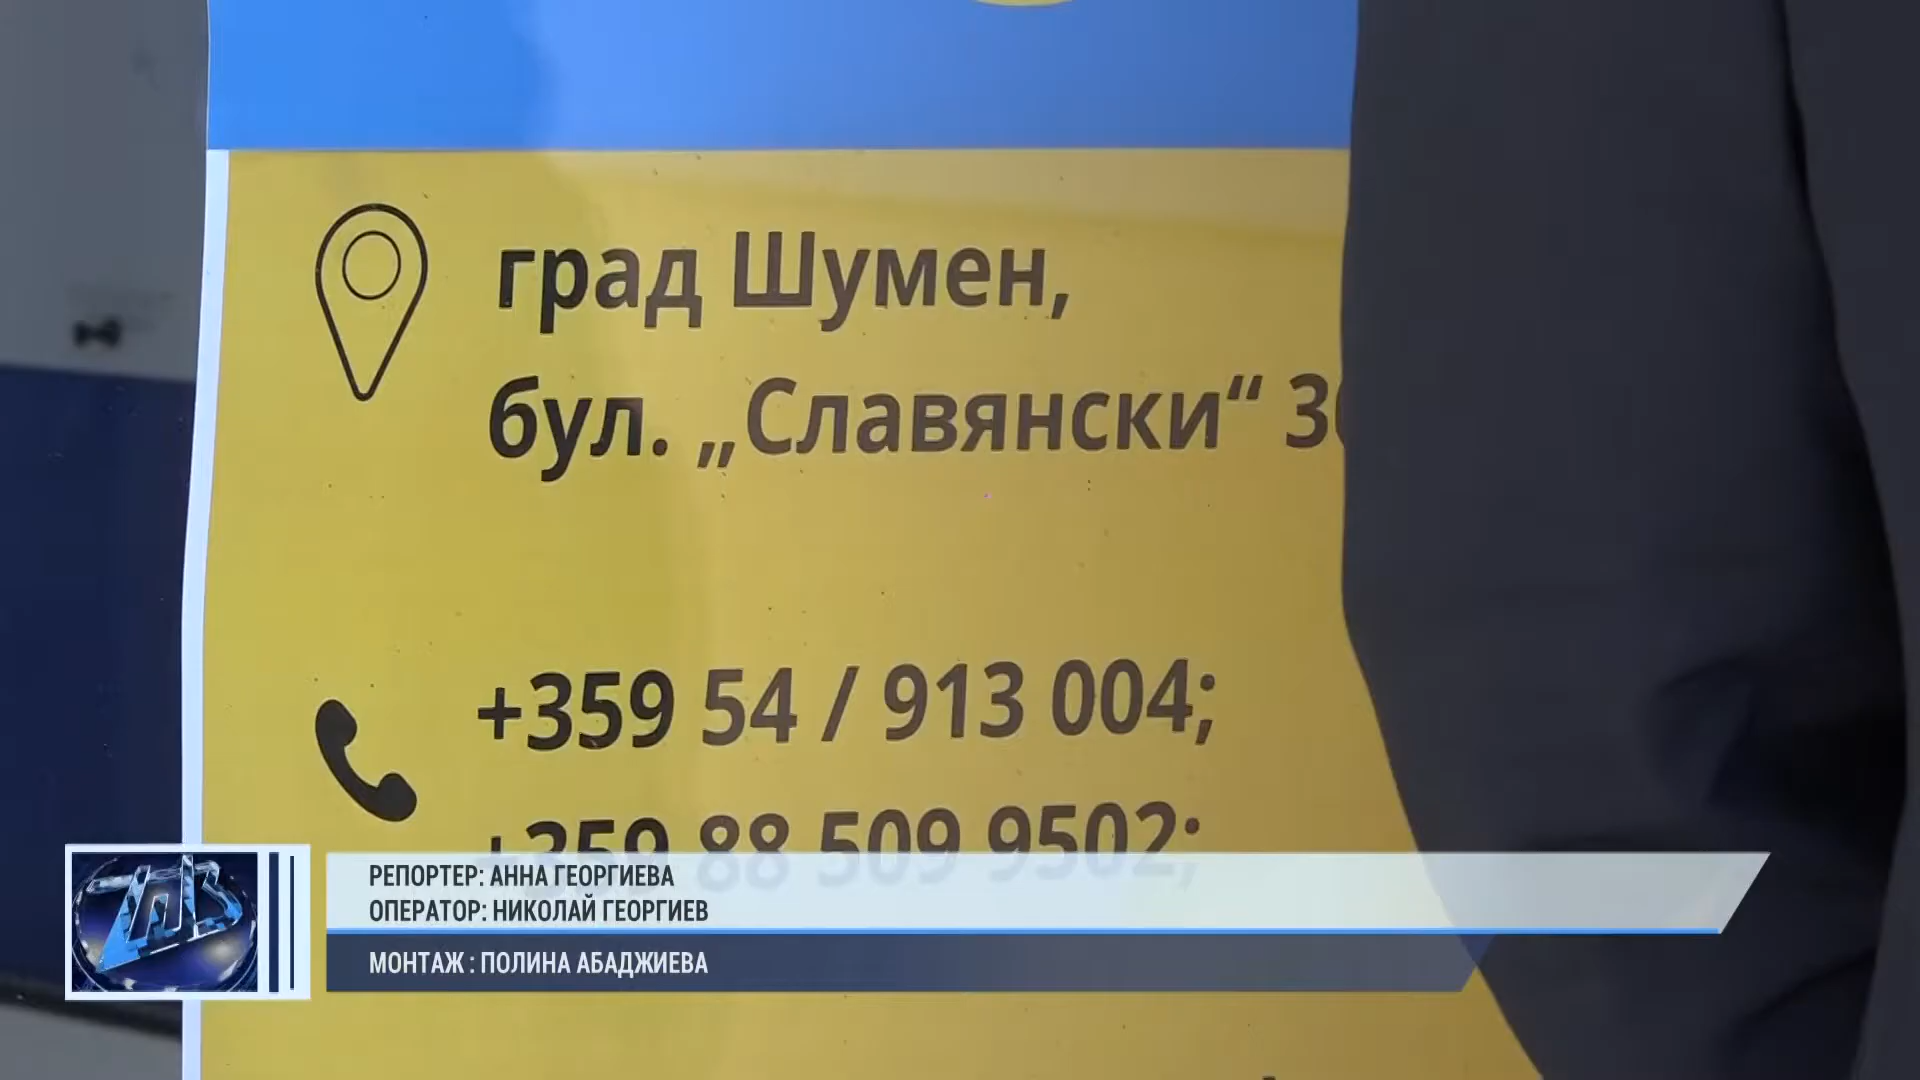 град Шумен,
бул. „Славянски“
+359 54 / 913 004;
+359 88 509 9502;
РЕПОРТЕР: АННА ГЕОРГИЕВА
ОПЕРАТОР: НИКОЛАЙ ГЕОРГИЕВ
МОНТАЖ : ПОЛИНА АБАДЖИЕВА